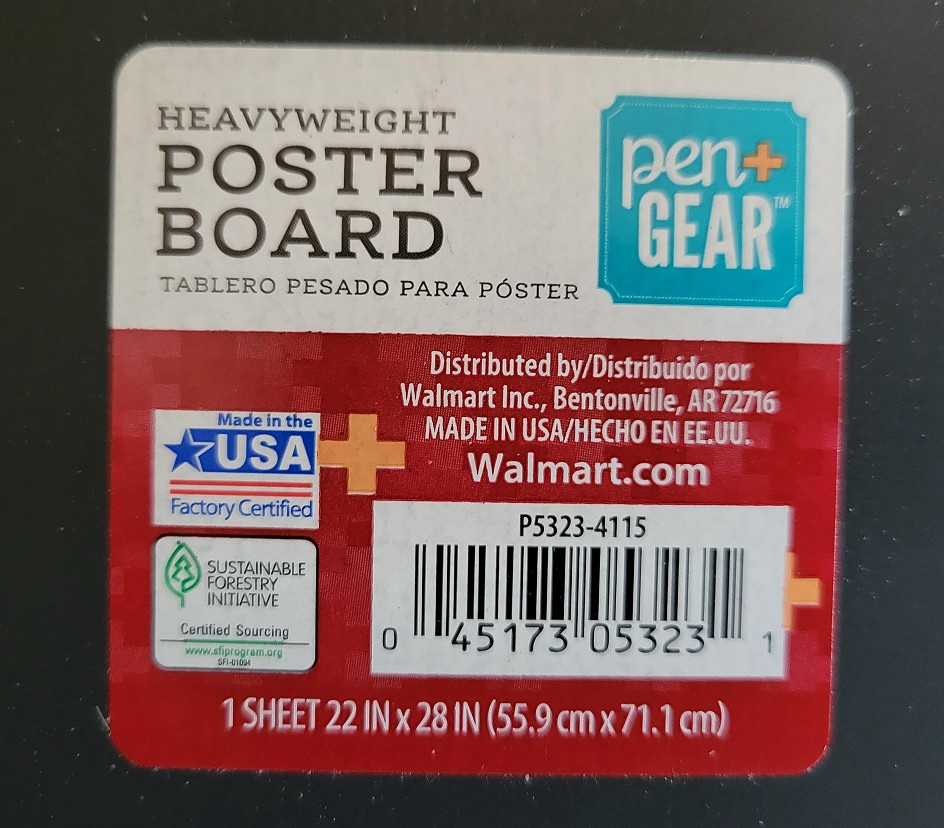 HEAVYWEIGHT
POSTER
BOARD
TABLERO PESADO PARA PÓSTER
pen+
GEAR™
Distributed by/Distribuido por
Walmart Inc., Bentonville, AR 72716
MADE IN USA/HECHO EN EE.UU.
Walmart.com
Made in the
USA
Factory Certified
SUSTAINABLE
FORESTRY
INITIATIVE
Certified Sourcing
www.sfiprogram.org
SFI-01094
P5323-4115
0 45173 05323 1
1 SHEET 22 IN x 28 IN (55.9 cm x 71.1 cm)